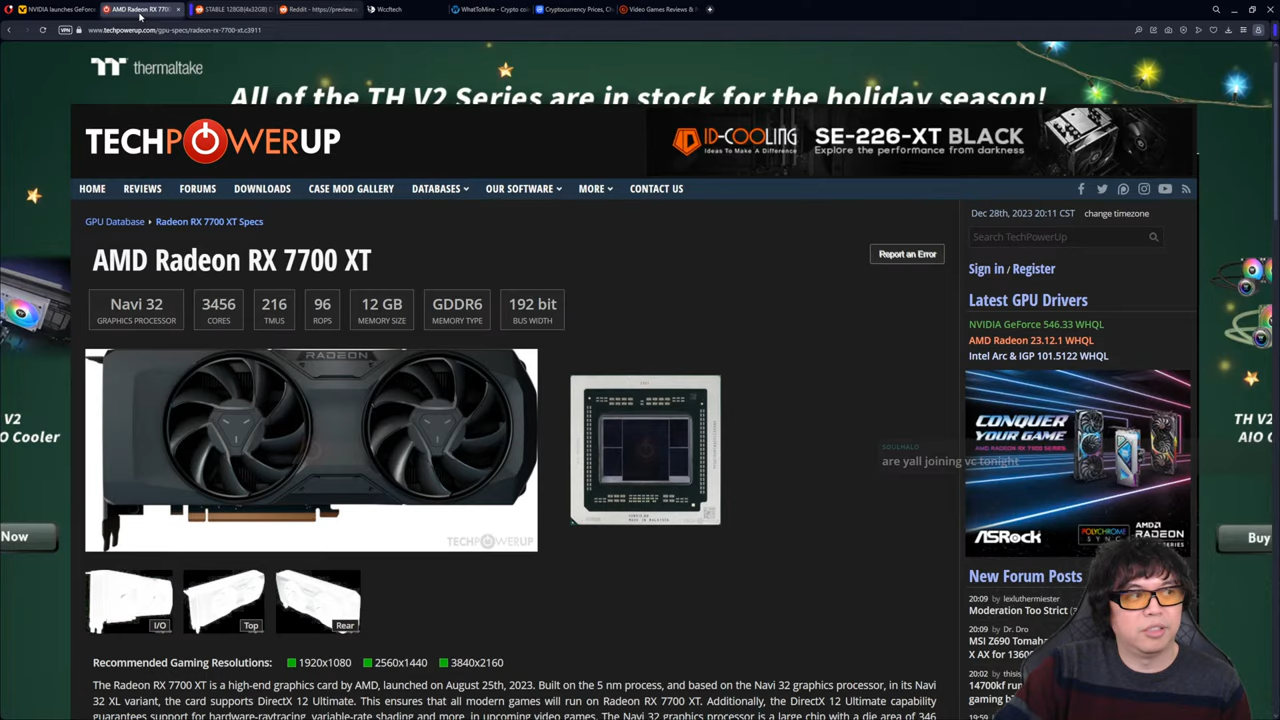 NVIDIA launches GeForce
AMD Radeon RX 770
STABLE 128GB(4x32GB) D
Reddit - https://preview.re
Wccftech
WhatToMine - Crypto coi
Cryptocurrency Prices, Ch
Video Games Reviews & N
VPN
www.techpowerup.com/gpu-specs/radeon-rx-7700-xt.c3911
thermaltake
All of the TH V2 Series are in stock for the holiday season!
TECHPOWERUP
ID-COOLING
Ideas To Make A Difference
SE-226-XT BLACK
Explore the performance from darkness
HOME
REVIEWS
FORUMS
DOWNLOADS
CASE MOD GALLERY
DATABASES
OUR SOFTWARE
MORE
CONTACT US
GPU Database
Radeon RX 7700 XT Specs
Dec 28th, 2023 20:11 CST
change timezone
Search TechPowerUp
AMD Radeon RX 7700 XT
Report an Error
Sign in / Register
Navi 32
GRAPHICS PROCESSOR
3456
CORES
216
TMUS
96
ROPS
12 GB
MEMORY SIZE
GDDR6
MEMORY TYPE
192 bit
BUS WIDTH
Latest GPU Drivers
NVIDIA GeForce 546.33 WHQL
AMD Radeon 23.12.1 WHQL
Intel Arc & IGP 101.5122 WHQL
RADEON
TECHPOWERUP
V2
O Cooler
Now
TH V
AIO C
Buy
CONQUER
YOUR GAME
AMD RADEON RX 7900 SERIES
ASRock
POLYCHROME
SYNC
AMD
RADEON
SOULHALO
are yall joining vc tonight
I/O
Top
Rear
New Forum Posts
20:09 by lexluthermiester
Moderation Too Strict (3
20:09 by Dr. Dro
MSI Z690 Tomaha
X AX for 13600
20:02 by thisis
14700kf run
gaming b
19:59
Recommended Gaming Resolutions:
1920x1080
2560x1440
3840x2160
The Radeon RX 7700 XT is a high-end graphics card by AMD, launched on August 25th, 2023. Built on the 5 nm process, and based on the Navi 32 graphics processor, in its Navi
32 XL variant, the card supports DirectX 12 Ultimate. This ensures that all modern games will run on Radeon RX 7700 XT. Additionally, the DirectX 12 Ultimate capability
guarantees support for hardware-raytracing, variable-rate shading and more, in upcoming video games. The Navi 32 graphics processor is a large chip with a die area of 346